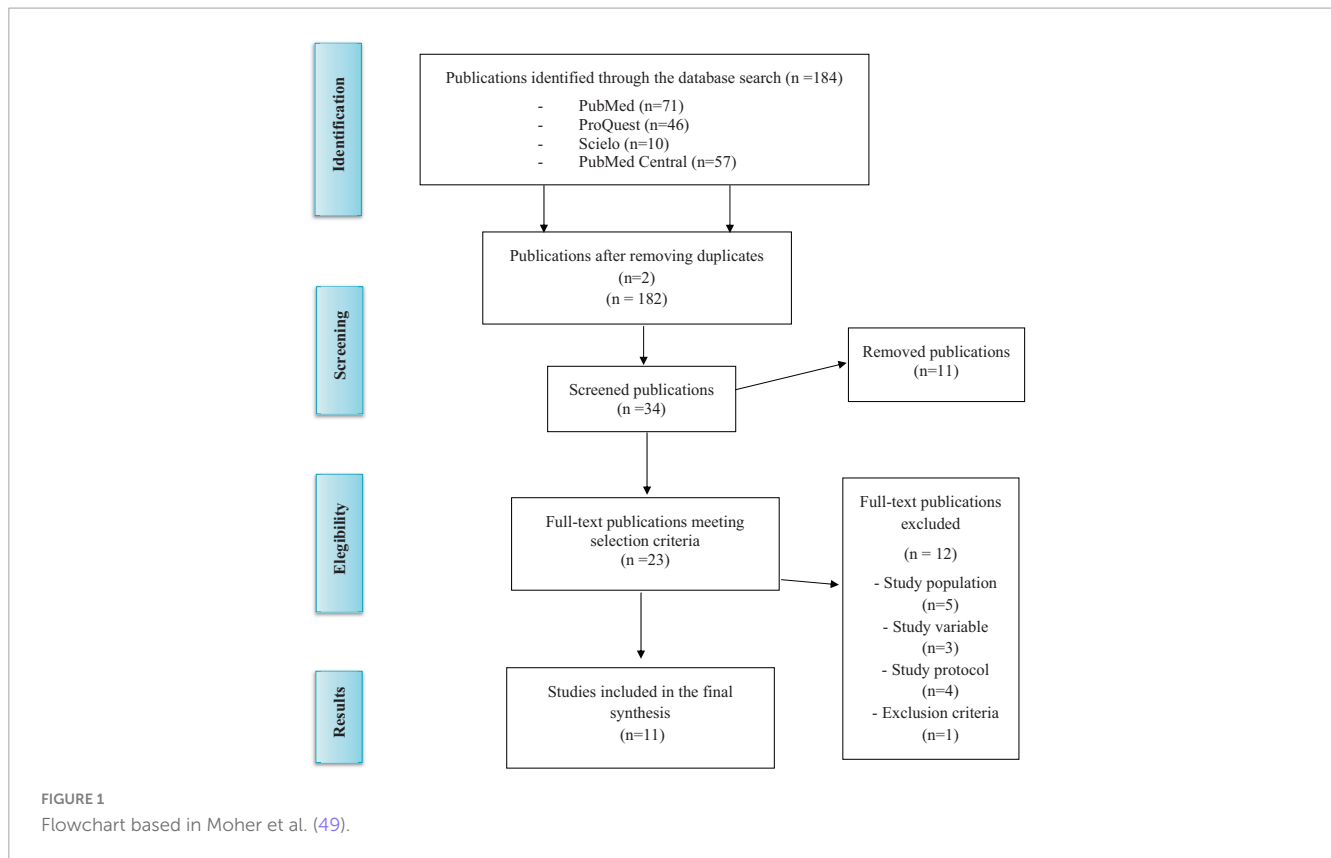 Identification
Publications identified through the database search (n =184)
- PubMed (n=71)
- ProQuest (n=46)
- Scielo (n=10)
- PubMed Central (n=57)
Publications after removing duplicates
(n=2)
(n = 182)
Screening
Screened publications
(n =34)
Removed publications
(n=11)
Elegibility
Full-text publications meeting
selection criteria
(n =23)
Full-text publications
excluded
(n = 12)
- Study population
(n=5)
- Study variable
(n=3)
- Study protocol
(n=4)
- Exclusion criteria
(n=1)
Results
Studies included in the final
synthesis
(n=11)
FIGURE 1
Flowchart based in Moher et al. (49).